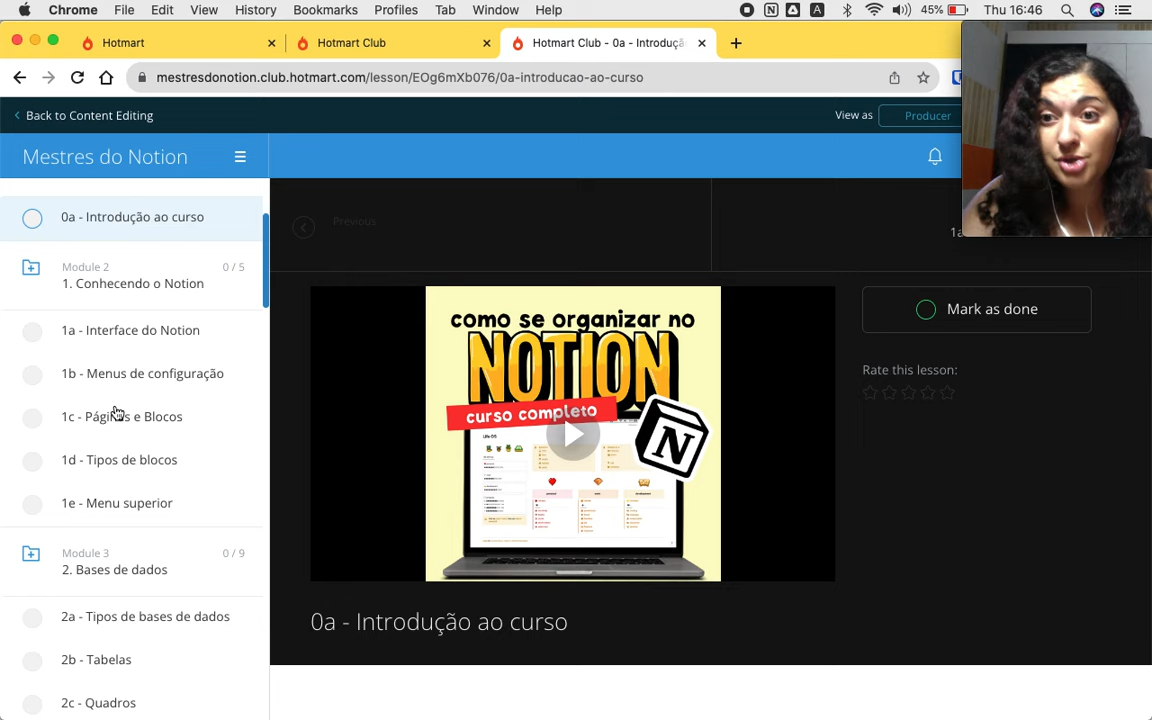 Chrome File Edit View History Bookmarks Profiles Tab Window Help
N A 45% Thu 16:46
Hotmart
Hotmart Club
Hotmart Club - 0a - Introduçã
mestresdonotion.club.hotmart.com/lesson/EOg6mXb076/0a-introducao-ao-curso
Back to Content Editing
View as Producer
Mestres do Notion
0a - Introdução ao curso
Module 2 0 / 5
1. Conhecendo o Notion
1a - Interface do Notion
1b - Menus de configuração
1c - Páginas e Blocos
1d - Tipos de blocos
1e - Menu superior
Module 3 0 / 9
2. Bases de dados
2a - Tipos de bases de dados
2b - Tabelas
2c - Quadros
Previous
1a
como se organizar no
NOTION
curso completo
N
Life OS
0a - Introdução ao curso
Mark as done
Rate this lesson: